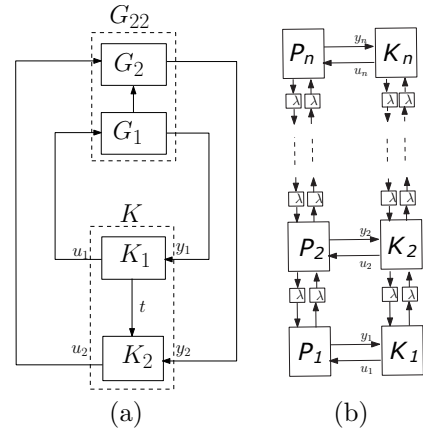 G₂₂
G₂
G₁
K
u₁
K₁
y₁
t
u₂
K₂
y₂
(a)
Pₙ
yₙ
uₙ
Kₙ
λ
λ
λ
λ
λ
λ
λ
λ
P₂
y₂
u₂
K₂
λ
λ
λ
λ
P₁
y₁
u₁
K₁
(b)